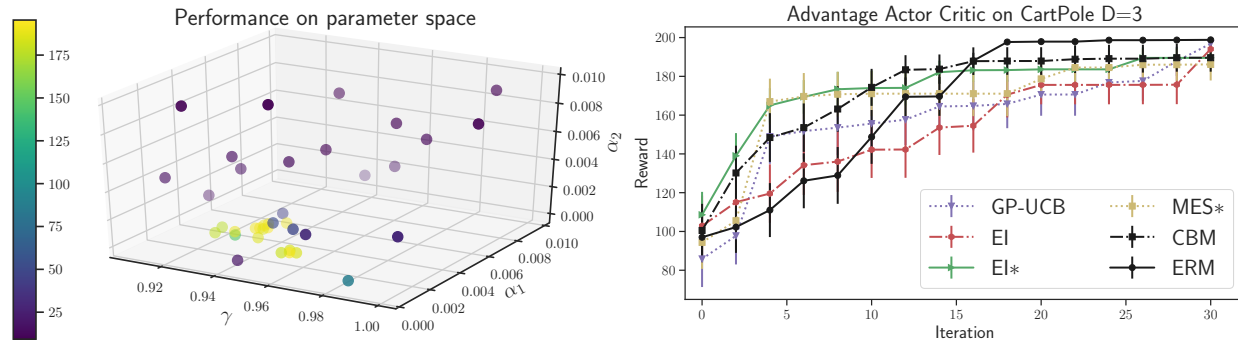 Performance on parameter space
175
150
125
100
75
50
25
0.92
0.94
0.96
0.98
1.00
γ
0.000
0.002
0.004
0.006
0.008
0.010
α1
0.000
0.002
0.004
0.006
0.008
0.010
α2
Advantage Actor Critic on CartPole D=3
200
180
160
140
120
100
80
Reward
0
5
10
15
20
25
30
Iteration
GP-UCB
EI
EI*
MES*
CBM
ERM